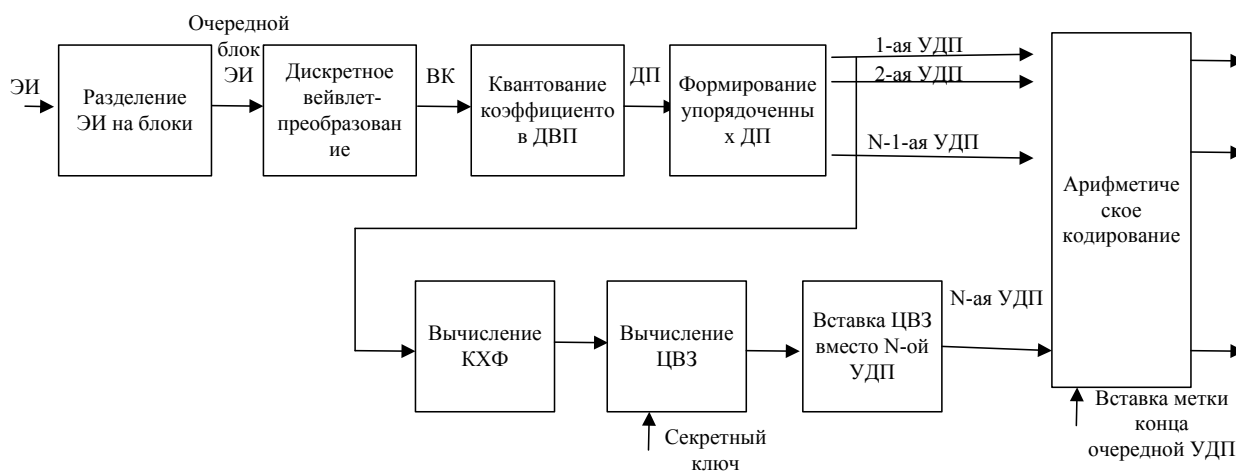 Очередной
блок
ЭИ
ЭИ
Разделение
ЭИ на блоки
Дискретное
вейвлет-
преобразован
ие
ВК
Квантование
коэффициенто
в ДВП
ДП
Формирование
упорядоченны
х ДП
1-ая УДП
2-ая УДП
N-1-ая УДП
Арифметиче
ское
кодирование
Вычисление
КХФ
Вычисление
ЦВЗ
Вставка ЦВЗ
вместо N-ой
УДП
N-ая УДП
Секретный
ключ
Вставка метки
конца
очередной УДП